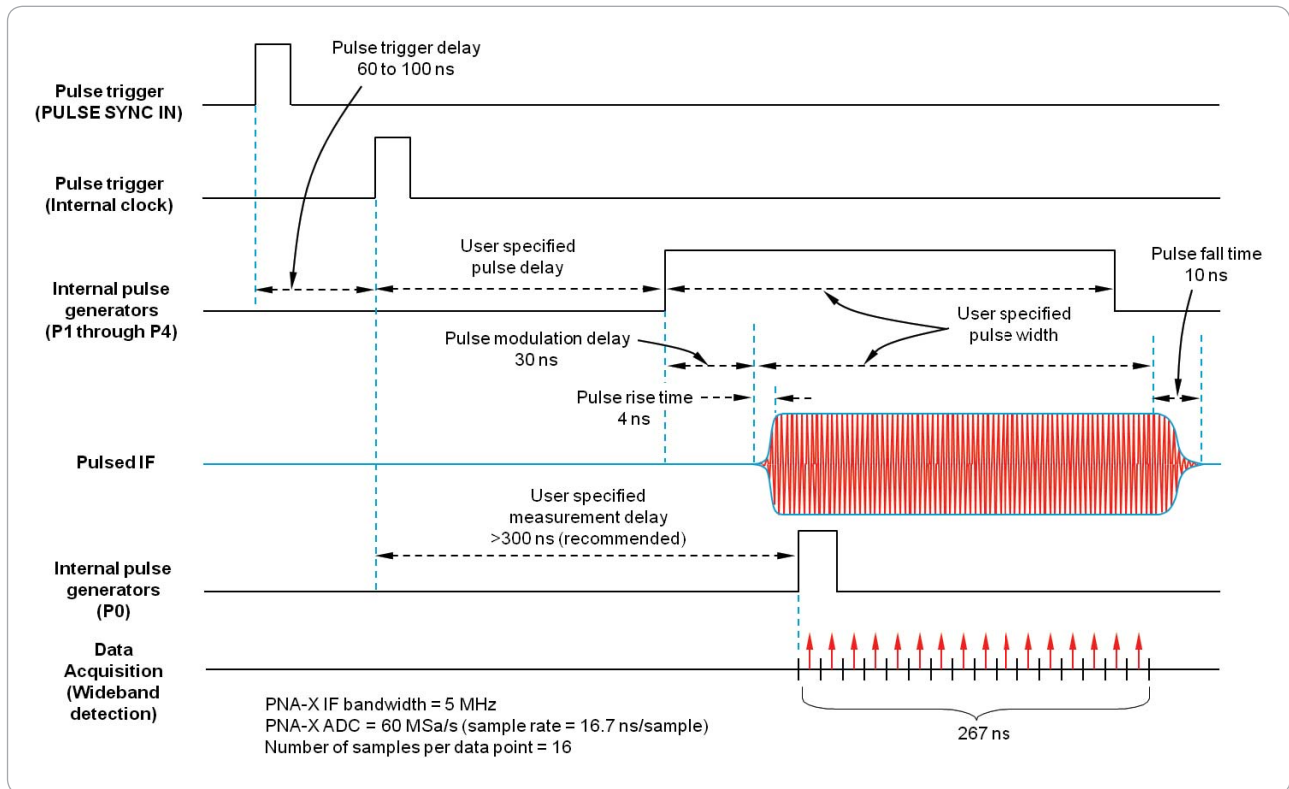 Pulse trigger delay
60 to 100 ns
Pulse trigger
(PULSE SYNC IN)
Pulse trigger
(Internal clock)
User specified
pulse delay
Pulse fall time
10 ns
Internal pulse
generators
(P1 through P4)
User specified
pulse width
Pulse modulation delay
30 ns
Pulse rise time
4 ns
Pulsed IF
User specified
measurement delay
>300 ns (recommended)
Internal pulse
generators
(P0)
Data
Acquisition
(Wideband
detection)
PNA-X IF bandwidth = 5 MHz
PNA-X ADC = 60 MSa/s (sample rate = 16.7 ns/sample)
Number of samples per data point = 16
267 ns